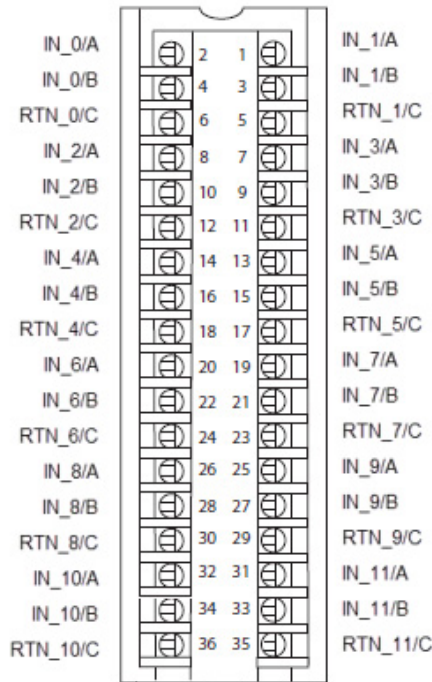 IN_0/A 2 1 IN_1/A
IN_0/B 4 3 IN_1/B
RTN_0/C 6 5 RTN_1/C
IN_2/A 8 7 IN_3/A
IN_2/B 10 9 IN_3/B
RTN_2/C 12 11 RTN_3/C
IN_4/A 14 13 IN_5/A
IN_4/B 16 15 IN_5/B
RTN_4/C 18 17 RTN_5/C
IN_6/A 20 19 IN_7/A
IN_6/B 22 21 IN_7/B
RTN_6/C 24 23 RTN_7/C
IN_8/A 26 25 IN_9/A
IN_8/B 28 27 IN_9/B
RTN_8/C 30 29 RTN_9/C
IN_10/A 32 31 IN_11/A
IN_10/B 34 33 IN_11/B
RTN_10/C 36 35 RTN_11/C